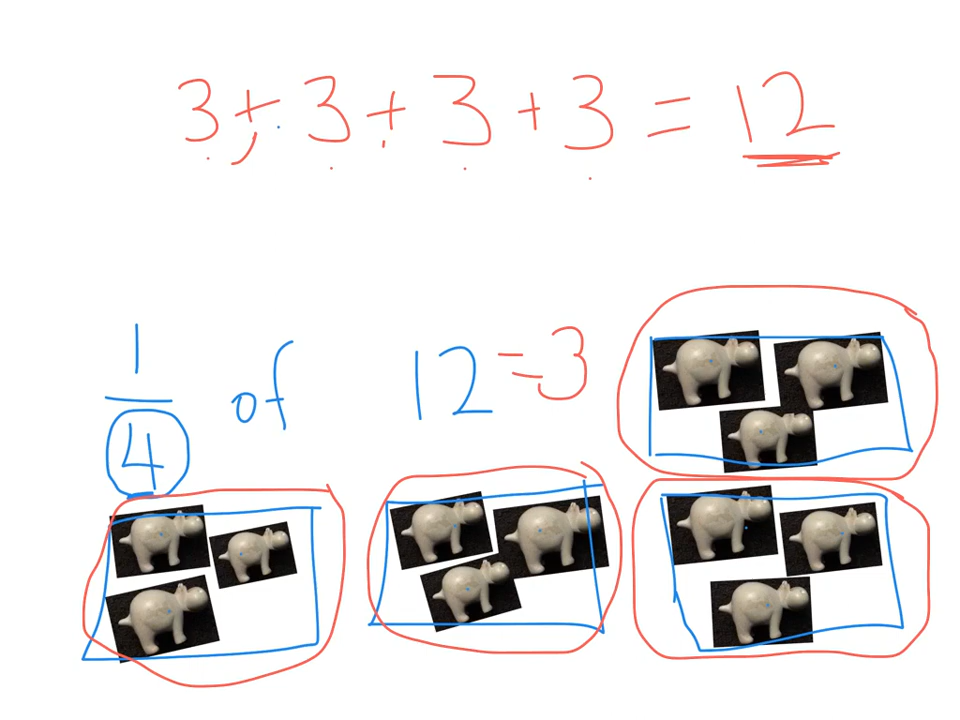 3 + 3 + 3 + 3 = 12
1/4 of 12 = 3